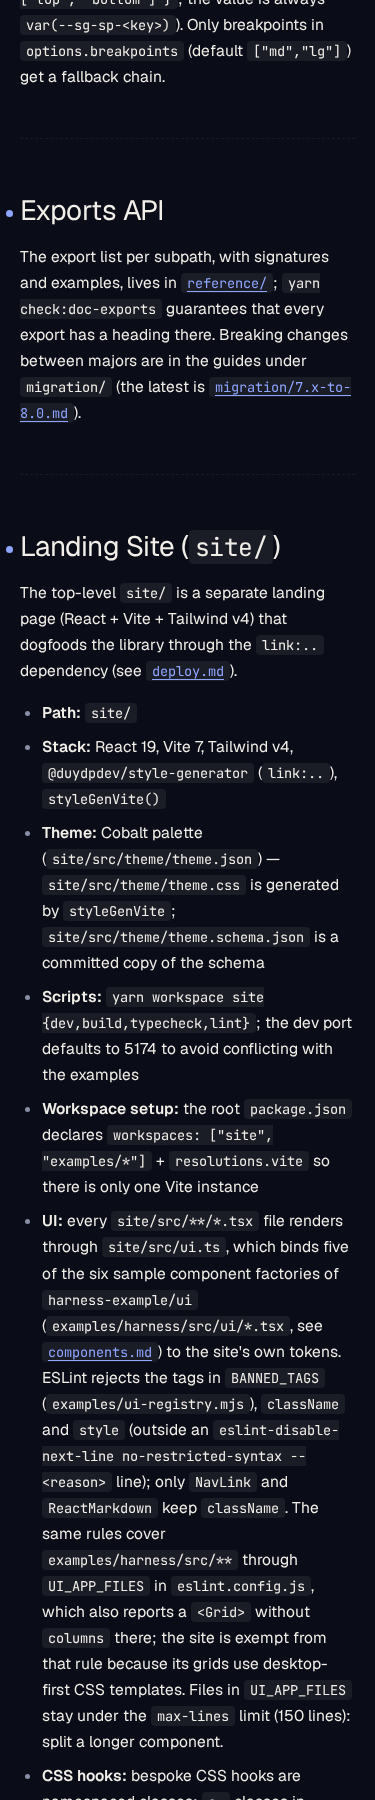 ["top", "bottom"] }`, the value is always
var(--sg-sp-<key>) ). Only breakpoints in
options.breakpoints (default ["md","lg"] )
get a fallback chain.
Exports API
The export list per subpath, with signatures
and examples, lives in reference/ ; yarn
check:doc-exports guarantees that every
export has a heading there. Breaking changes
between majors are in the guides under
migration/ (the latest is migration/7.x-to-
8.0.md ).
Landing Site ( site/ )
The top-level site/ is a separate landing
page (React + Vite + Tailwind v4) that
dogfoods the library through the link:..
dependency (see deploy.md ).
• Path: site/
• Stack: React 19, Vite 7, Tailwind v4,
@duydpdev/style-generator ( link:.. ),
styleGenVite()
• Theme: Cobalt palette
( site/src/theme/theme.json ) —
site/src/theme/theme.css is generated
by styleGenVite ;
site/src/theme/theme.schema.json is a
committed copy of the schema
• Scripts: yarn workspace site
{dev,build,typecheck,lint} ; the dev port
defaults to 5174 to avoid conflicting with
the examples
• Workspace setup: the root package.json
declares workspaces: ["site",
"examples/*"] + resolutions.vite so
there is only one Vite instance
• UI: every site/src/**/*.tsx file renders
through site/src/ui.ts , which binds five
of the six sample component factories of
harness-example/ui
( examples/harness/src/ui/*.tsx , see
components.md ) to the site's own tokens.
ESLint rejects the tags in BANNED_TAGS
( examples/ui-registry.mjs ), className
and style (outside an eslint-disable-
next-line no-restricted-syntax --
<reason> line); only NavLink and
ReactMarkdown keep className . The
same rules cover
examples/harness/src/** through
UI_APP_FILES in eslint.config.js ,
which also reports a <Grid> without
columns there; the site is exempt from
that rule because its grids use desktop-
first CSS templates. Files in UI_APP_FILES
stay under the max-lines limit (150 lines):
split a longer component.
• CSS hooks: bespoke CSS hooks are